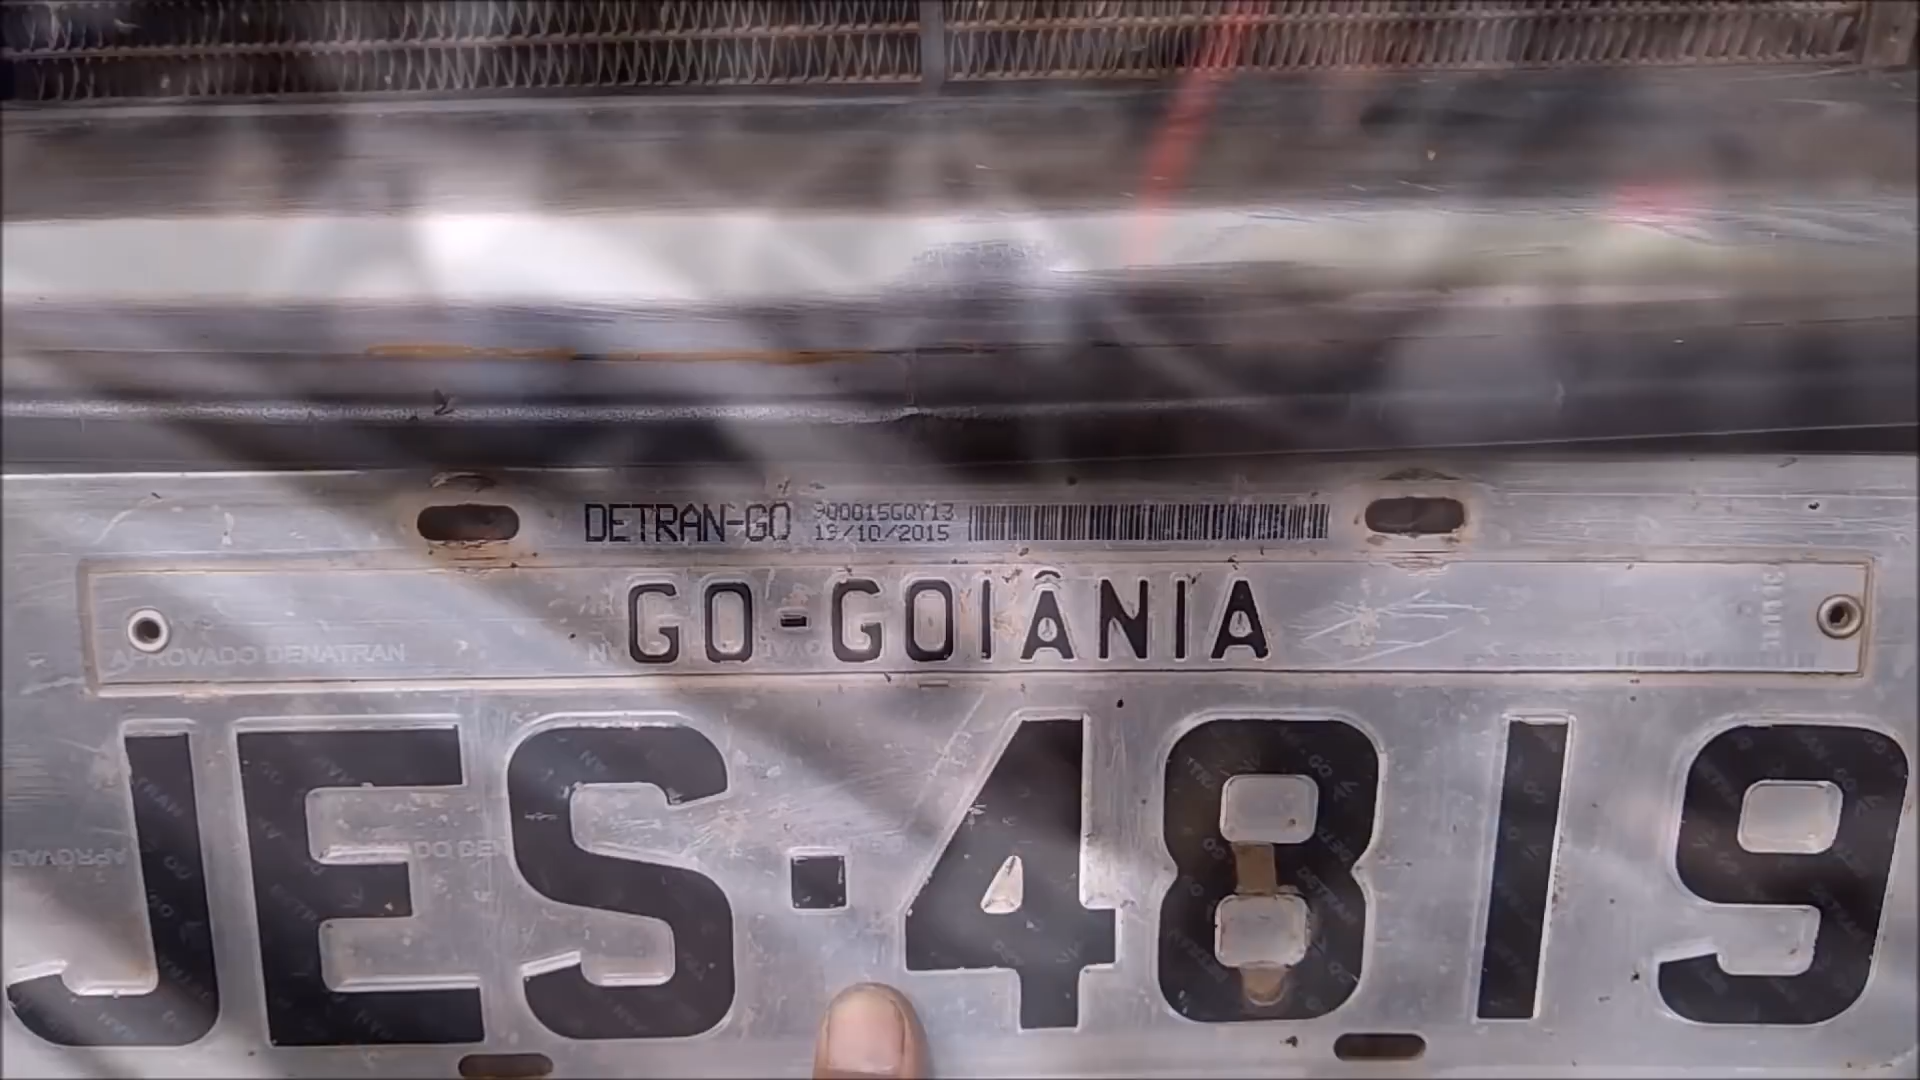 DETRAN-GO 900015GQY13
19/10/2015
GO-GOIÂNIA
APROVADO DENATRAN
JES·4819